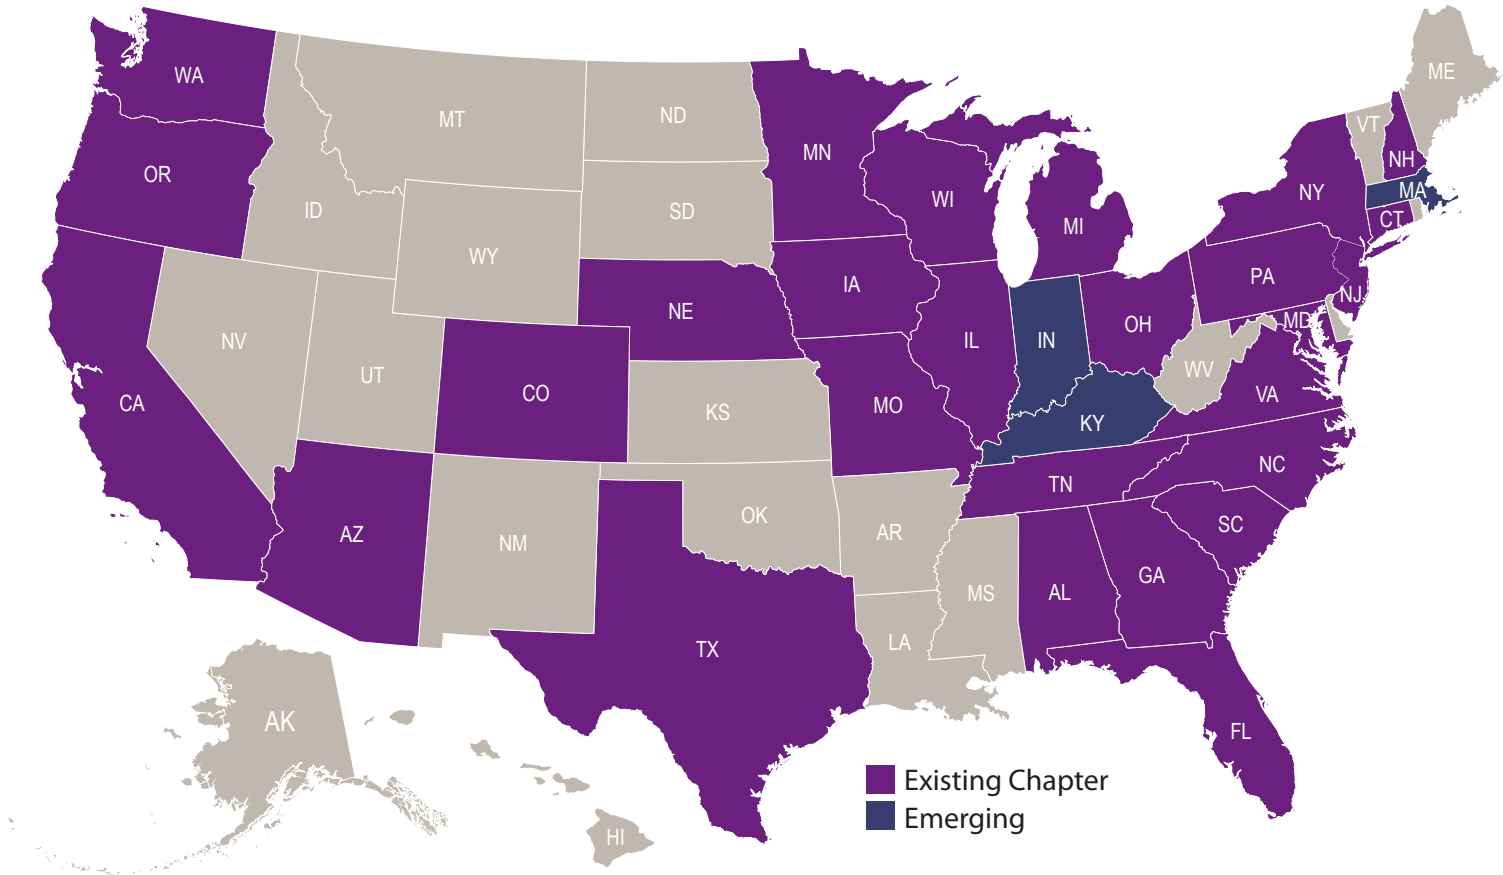 WA
MT
ND
MN
ME
VT
NH
OR
ID
SD
WI
MI
NY
MA
CT
WY
IA
PA
NE
NJ
NV
UT
CO
IL
IN
OH
MD
WV
VA
CA
KS
MO
KY
NC
TN
AZ
NM
OK
AR
SC
MS
AL
GA
LA
TX
AK
FL
HI
Existing Chapter
Emerging